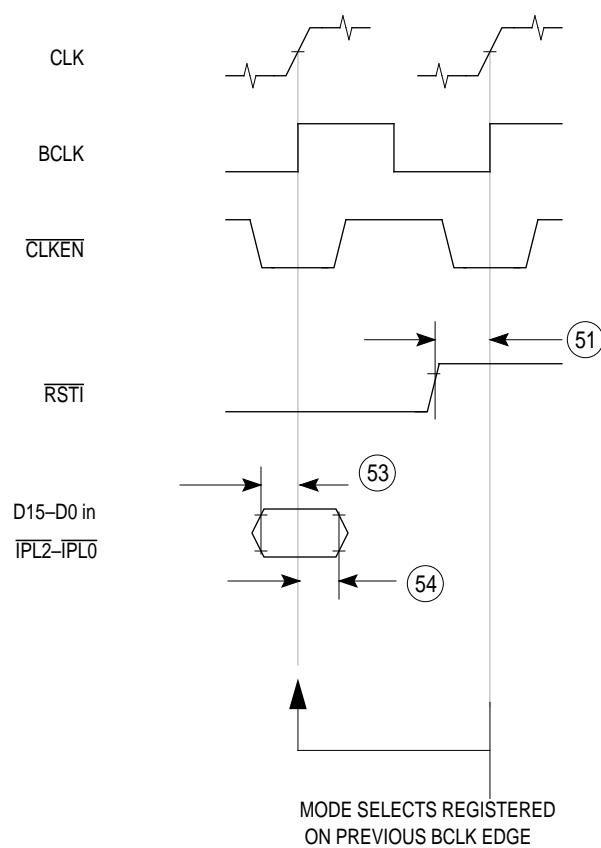 CLK
BCLK
CLKEN
51
RSTI
53
D15–D0 in
IPL2–IPL0
54
MODE SELECTS REGISTERED
ON PREVIOUS BCLK EDGE